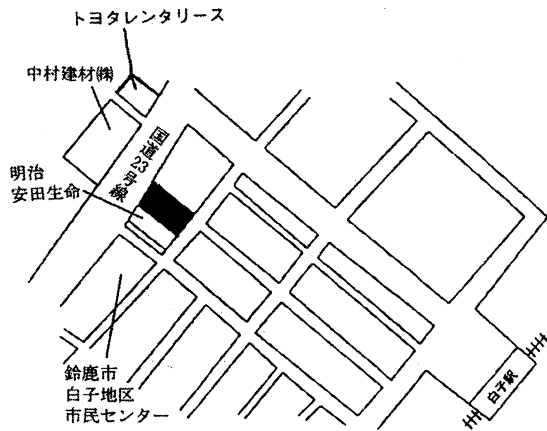 トヨタレンタリース
中村建材㈱
国道23号線
明治
安田生命
鈴鹿市
白子地区
市民センター
白子駅